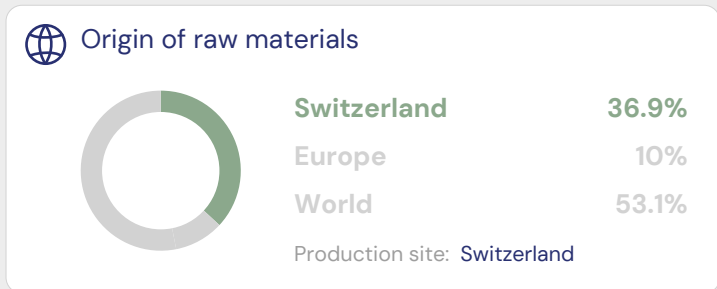 Origin of raw materials
Switzerland 36.9%
Europe 10%
World 53.1%
Production site: Switzerland